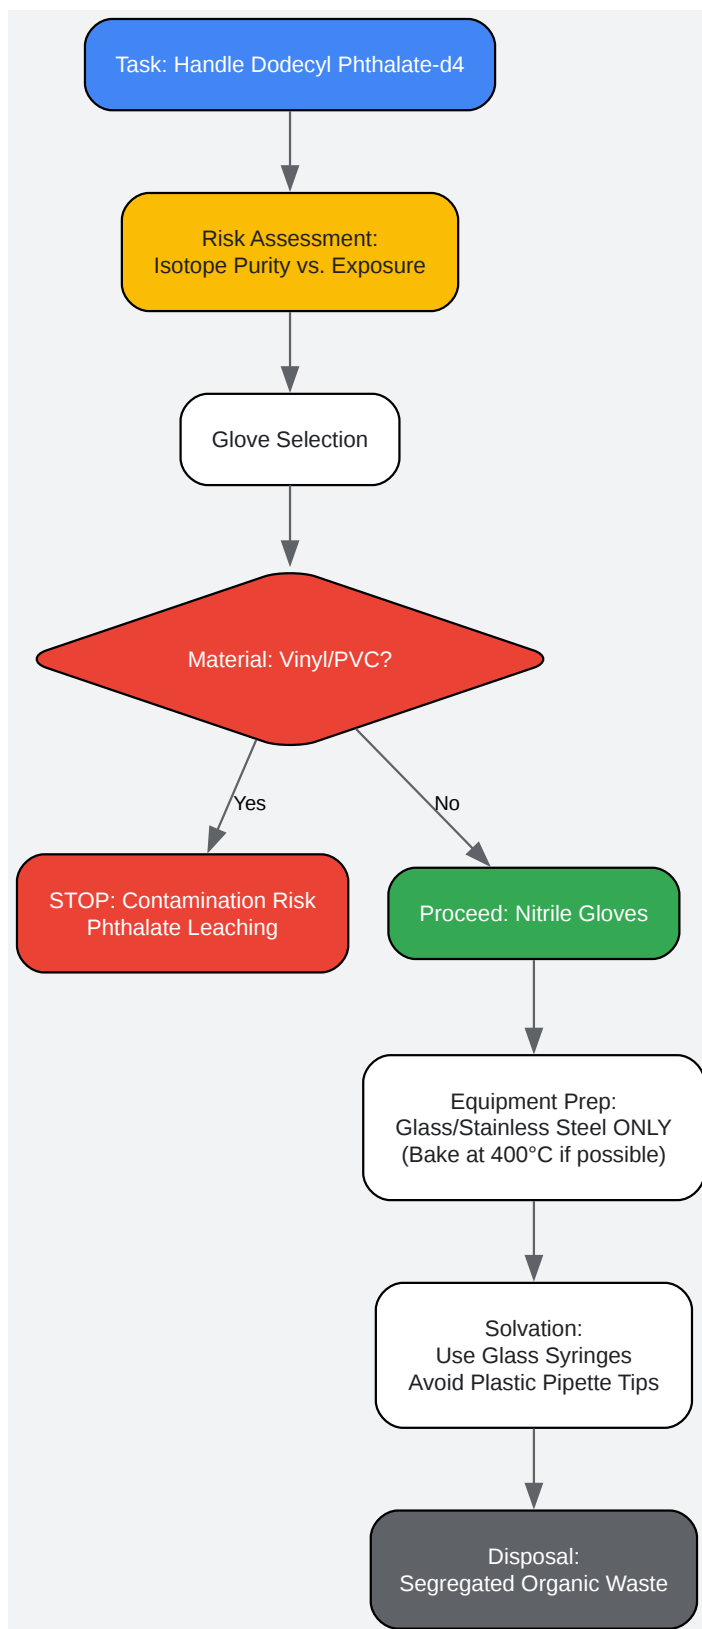 Task: Handle Dodecyl Phthalate-d4
Risk Assessment:
Isotope Purity vs. Exposure
Glove Selection
Material: Vinyl/PVC?
Yes
No
STOP: Contamination Risk
Phthalate Leaching
Proceed: Nitrile Gloves
Equipment Prep:
Glass/Stainless Steel ONLY
(Bake at 400°C if possible)
Solvation:
Use Glass Syringes
Avoid Plastic Pipette Tips
Disposal:
Segregated Organic Waste